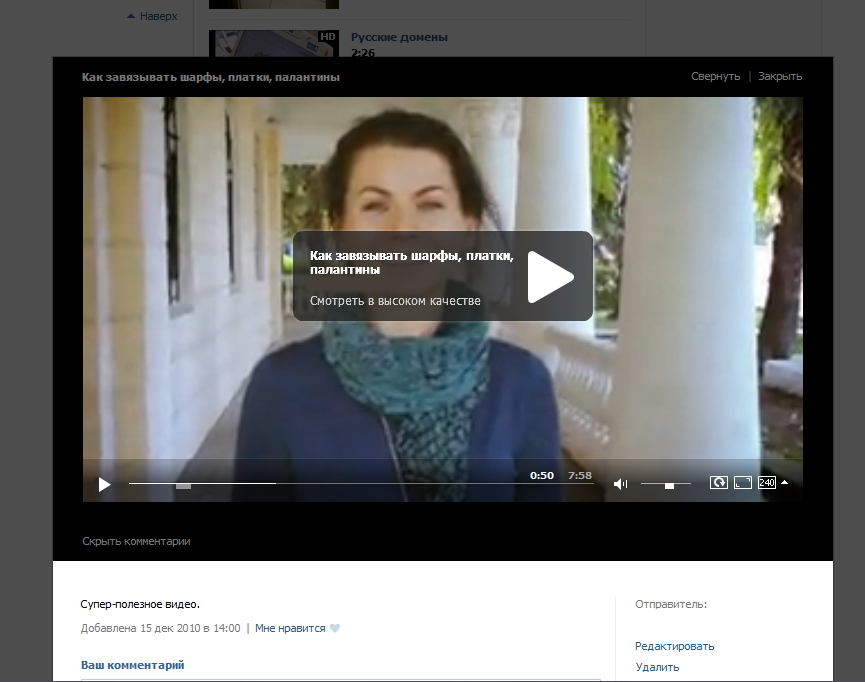 Наверх
HD
Русские домены
2:26
Как завязывать шарфы, платки, палантины
Свернуть | Закрыть
Как завязывать шарфы, платки,
палантины
Смотреть в высоком качестве
0:50 7:58
240
Скрыть комментарии
Супер-полезное видео.
Отправитель:
Добавлена 15 дек 2010 в 14:00 | Мне нравится
Редактировать
Ваш комментарий
Удалить